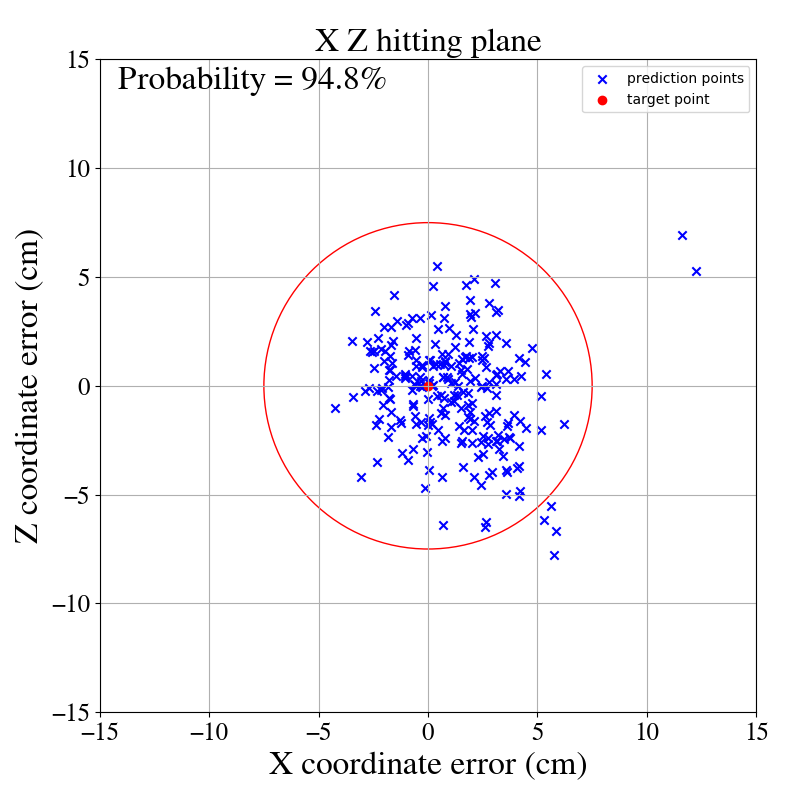 X Z hitting plane
Probability = 94.8%
prediction points
target point
15
10
5
0
−5
−10
−15
−15
−10
−5
0
5
10
15
Z coordinate error (cm)
X coordinate error (cm)